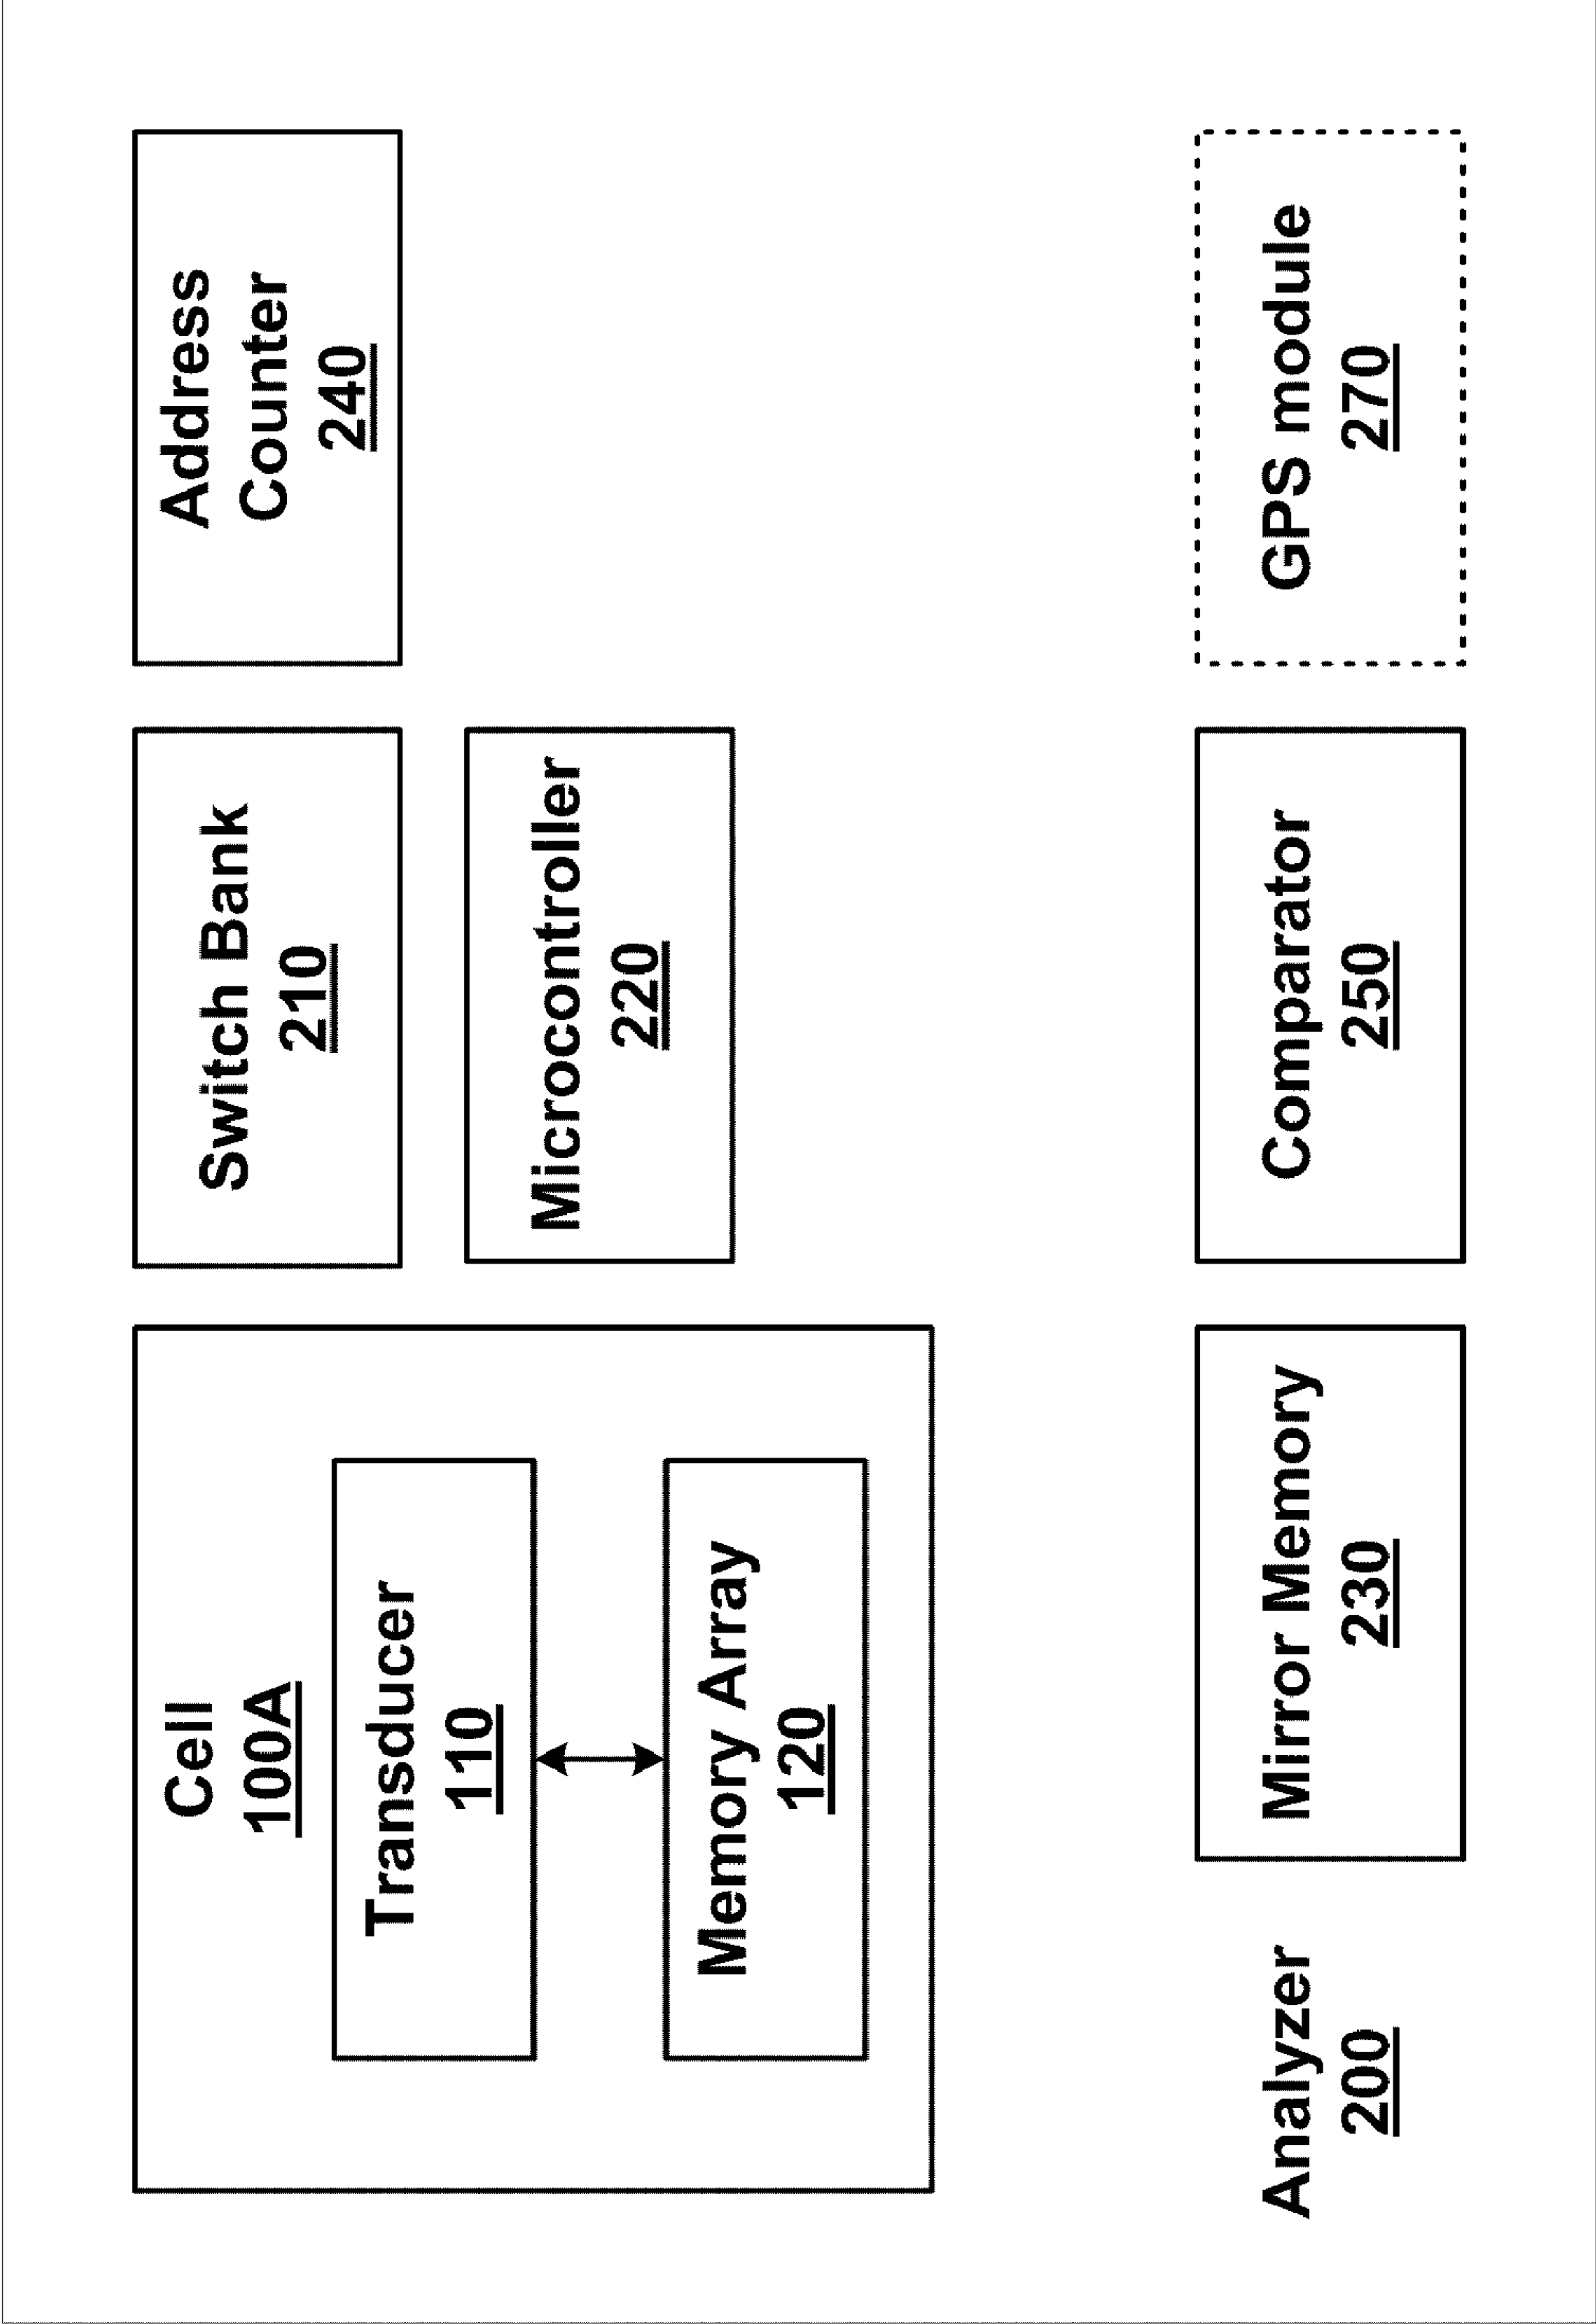 Cell
100A
Transducer
110
Memory Array
120
Switch Bank
210
Microcontroller
220
Address
Counter
240
Analyzer
200
Mirror Memory
230
Comparator
250
GPS module
270